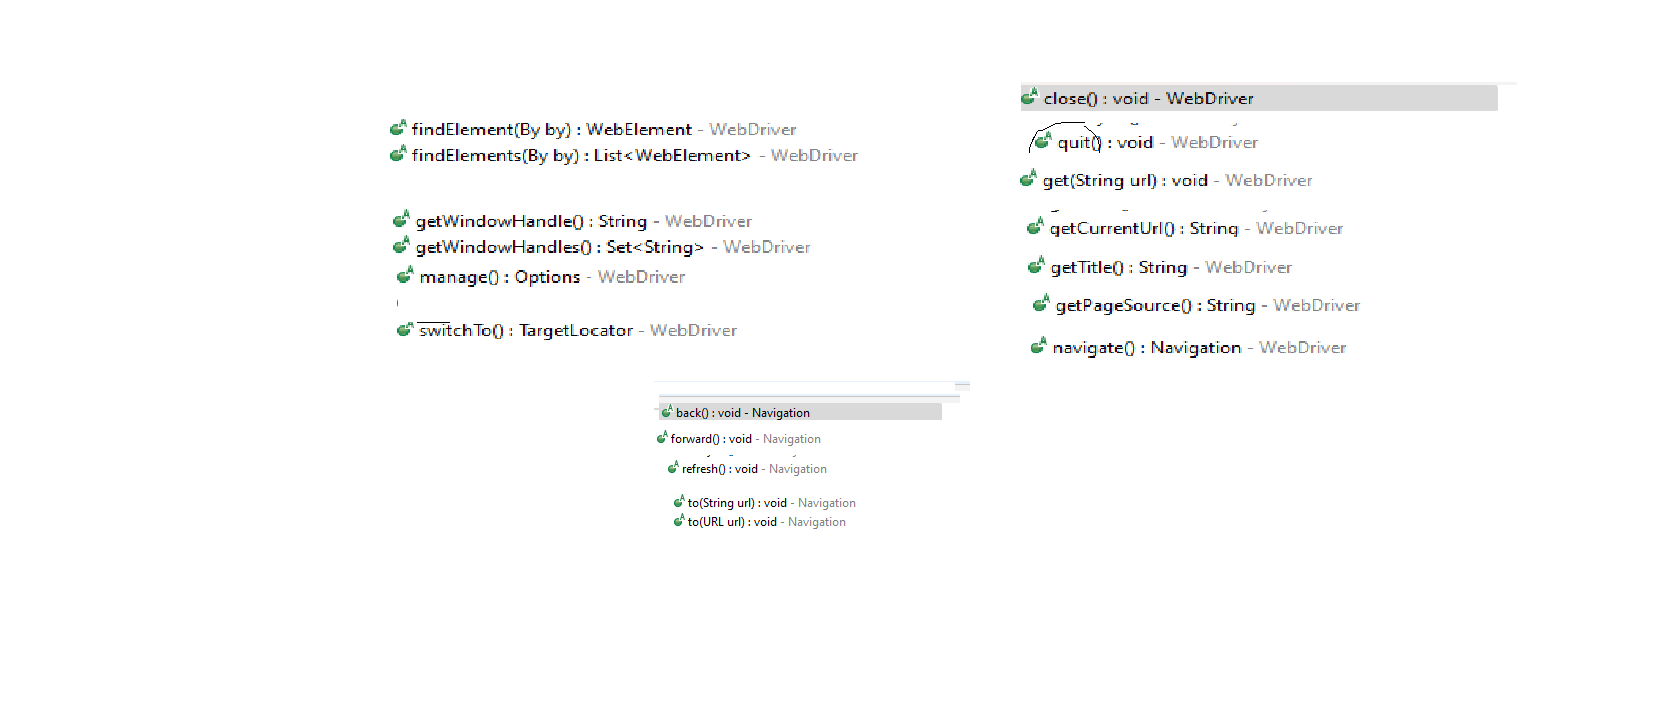 findElement(By by) : WebElement - WebDriver
findElements(By by) : List<WebElement> - WebDriver
getWindowHandle() : String - WebDriver
getWindowHandles() : Set<String> - WebDriver
manage() : Options - WebDriver
switchTo() : TargetLocator - WebDriver
close() : void - WebDriver
quit() : void - WebDriver
get(String url) : void - WebDriver
getCurrentUrl() : String - WebDriver
getTitle() : String - WebDriver
getPageSource() : String - WebDriver
navigate() : Navigation - WebDriver
back() : void - Navigation
forward() : void - Navigation
refresh() : void - Navigation
to(String url) : void - Navigation
to(URL url) : void - Navigation